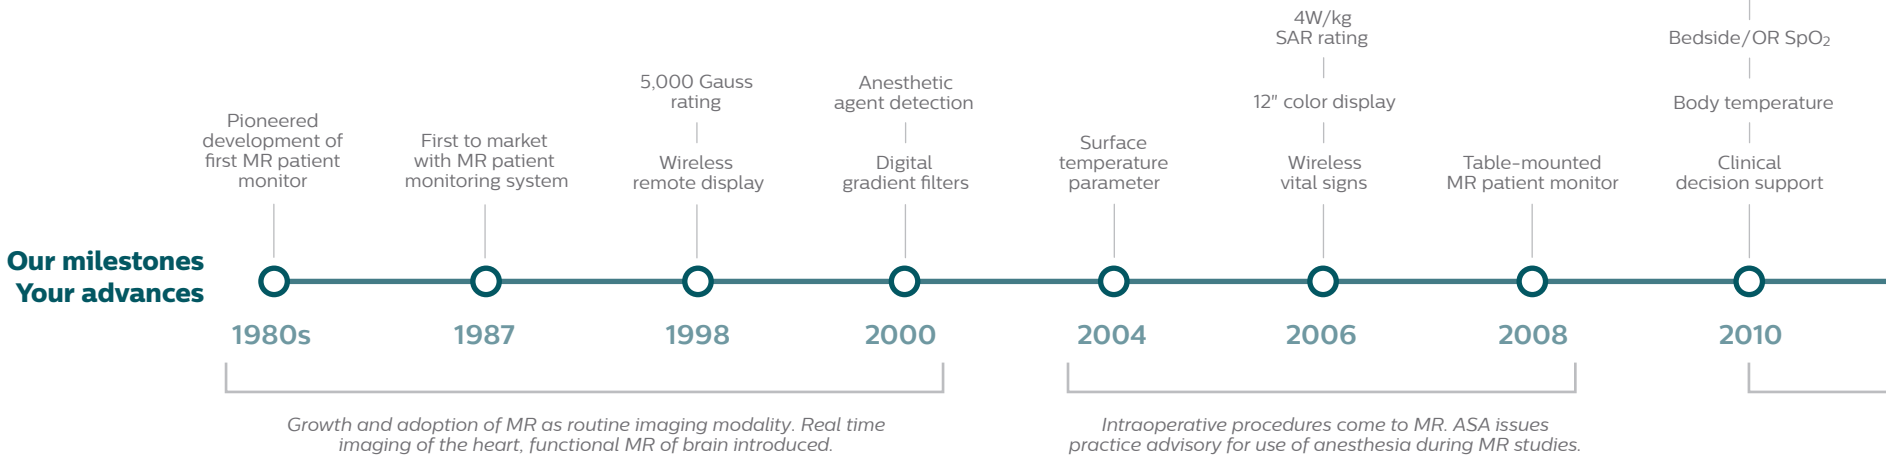 Pioneered
development of
first MR patient
monitor
First to market
with MR patient
monitoring system
5,000 Gauss
rating
Wireless
remote display
Anesthetic
agent detection
Digital
gradient filters
Surface
temperature
parameter
4W/kg
SAR rating
12" color display
Wireless
vital signs
Table-mounted
MR patient monitor
Bedside/OR SpO₂
Body temperature
Clinical
decision support
Our milestones
Your advances
1980s
1987
1998
2000
2004
2006
2008
2010
Growth and adoption of MR as routine imaging modality. Real time
imaging of the heart, functional MR of brain introduced.
Intraoperative procedures come to MR. ASA issues
practice advisory for use of anesthesia during MR studies.